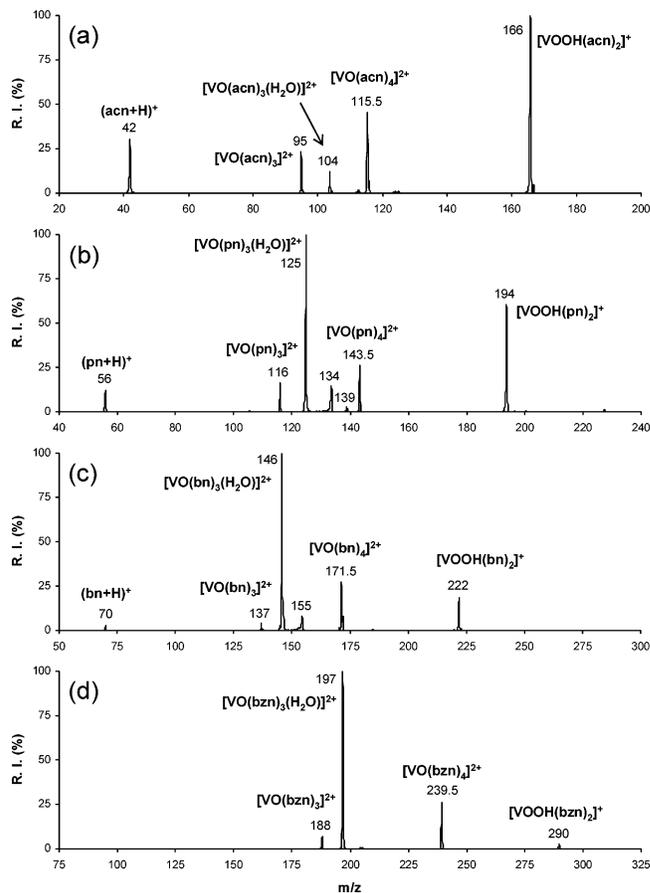 (a)
R. I. (%)
100
75
50
25
0
(acn+H)⁺
42
[VO(acn)₃(H₂O)]²⁺
[VO(acn)₃]²⁺
95
104
[VO(acn)₄]²⁺
115.5
166
[VOOH(acn)₂]⁺
20 40 60 80 100 120 140 160 180 200
(b)
R. I. (%)
100
75
50
25
0
(pn+H)⁺
56
[VO(pn)₃(H₂O)]²⁺
125
[VO(pn)₃]²⁺
116
134
139
[VO(pn)₄]²⁺
143.5
194
[VOOH(pn)₂]⁺
40 60 80 100 120 140 160 180 200 220 240
(c)
R. I. (%)
100
75
50
25
0
(bn+H)⁺
70
146
[VO(bn)₃(H₂O)]²⁺
[VO(bn)₃]²⁺
137
155
[VO(bn)₄]²⁺
171.5
[VOOH(bn)₂]⁺
222
50 75 100 125 150 175 200 225 250 275 300
(d)
R. I. (%)
100
75
50
25
0
197
[VO(bzn)₃(H₂O)]²⁺
[VO(bzn)₃]²⁺
188
[VO(bzn)₄]²⁺
239.5
[VOOH(bzn)₂]⁺
290
75 100 125 150 175 200 225 250 275 300 325
m/z